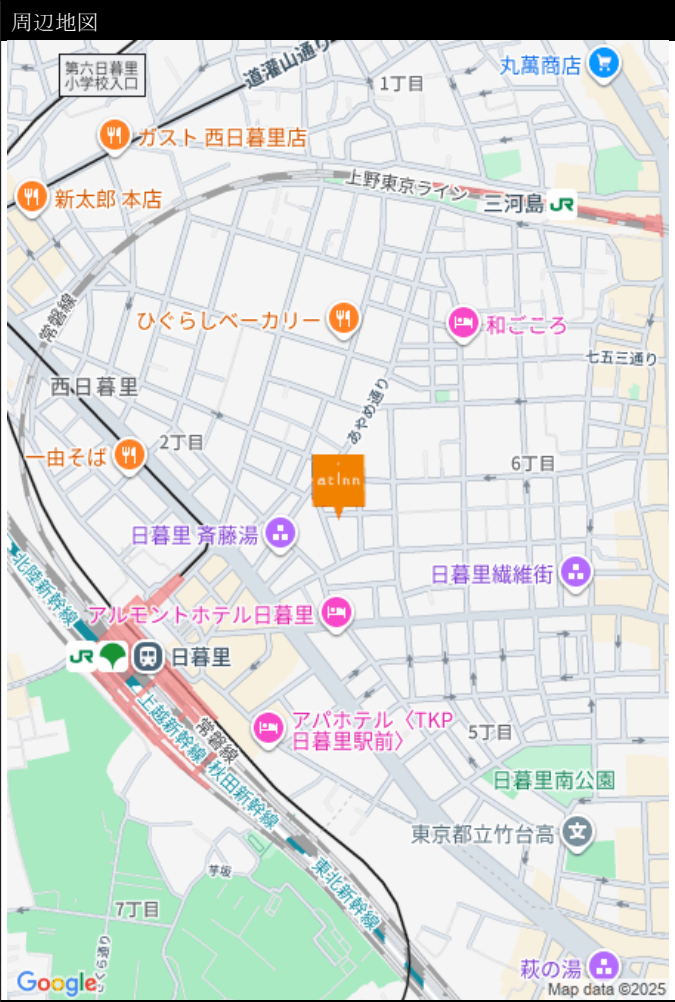 周辺地図
第六日暮里
小学校入口
道灌山通り
1丁目
丸萬商店
ガスト 西日暮里店
新太郎 本店
上野東京ライン
三河島 JR
常磐線
ひぐらしベーカリー
和ごころ
七五三通り
西日暮里
あやめ通り
2丁目
一由そば
6丁目
at Inn
日暮里 斉藤湯
日暮里繊維街
北陸新幹線
アルモントホテル日暮里
JR
日暮里
上越新幹線
常磐線
アパホテル〈TKP
日暮里駅前〉
5丁目
秋田新幹線
日暮里南公園
東京都立竹台高
文
東北新幹線
芋坂
7丁目
くら通り
萩の湯
Google
Map data ©2025